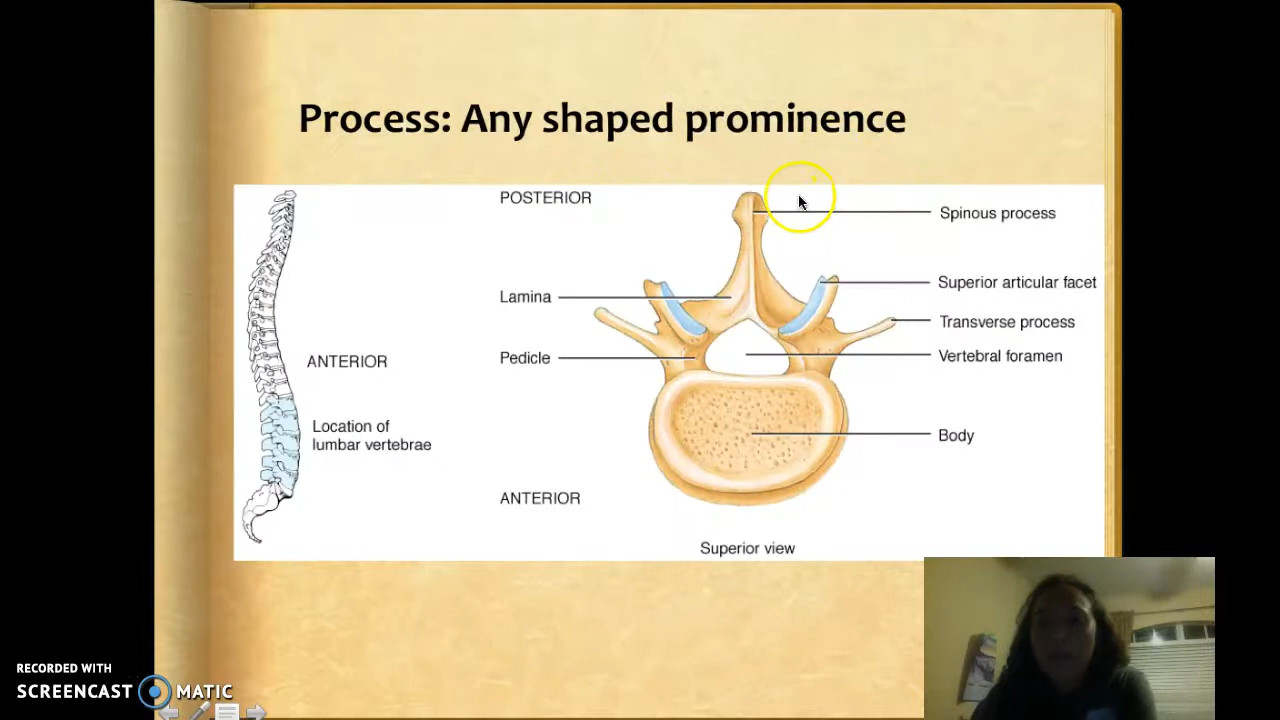 Process: Any shaped prominence
POSTERIOR
Spinous process
Superior articular facet
Lamina
Transverse process
Pedicle
Vertebral foramen
ANTERIOR
Location of
lumbar vertebrae
Body
ANTERIOR
Superior view
RECORDED WITH
SCREENCAST MATIC